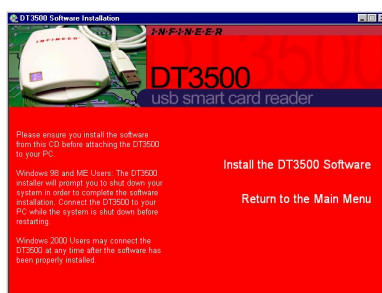 DT3500 Software Installation
I·N·F·I·N·E·E·R
I·N·F·I·N·E·E·R
DT3500
usb smart card reader
Please ensure you install the software
from this CD before attaching the DT3500
to your PC.
Windows 98 and ME Users: The DT3500
installer will prompt you to shut down your
system in order to complete the software
installation. Connect the DT3500 to your
PC while the system is shut down before
restarting.
Windows 2000 Users may connect the
DT3500 at any time after the software has
been properly installed.
Install the DT3500 Software
Return to the Main Menu